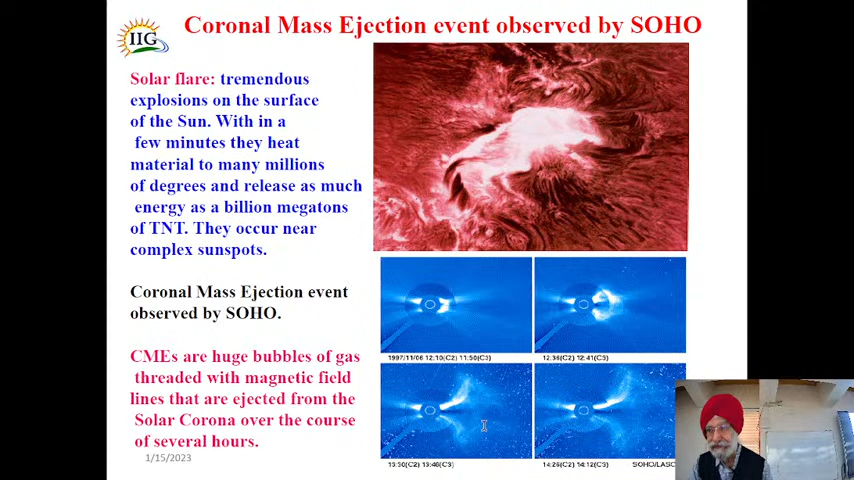 IIG
Coronal Mass Ejection event observed by SOHO
Solar flare: tremendous
explosions on the surface
of the Sun. With in a
few minutes they heat
material to many millions
of degrees and release as much
energy as a billion megatons
of TNT. They occur near
complex sunspots.
Coronal Mass Ejection event
observed by SOHO.
CMEs are huge bubbles of gas
threaded with magnetic field
lines that are ejected from the
Solar Corona over the course
of several hours.
1/15/2023
1997/11/06 12:10(C2) 11:50(C3)
12:36(C2) 12:41(C3)
13:30(C2) 13:46(C3)
14:26(C2) 14:12(C3)
SOHO/LASC